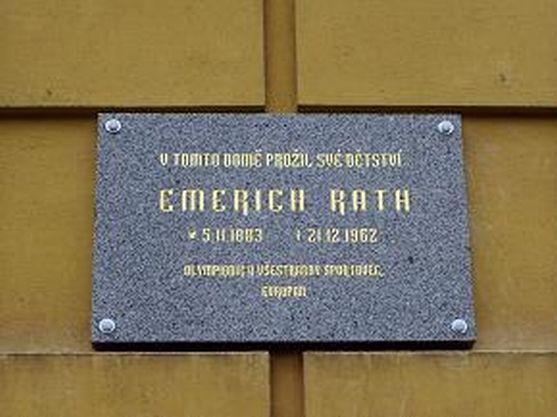 V TOMTO DOMĚ PROŽIL SVÉ DĚTSTVÍ
EMERICH RATH
* 5.11.1883 † 21.12.1962
OLYMPIONIK A VŠESTRANNÝ SPORTOVEC,
EVROPAN